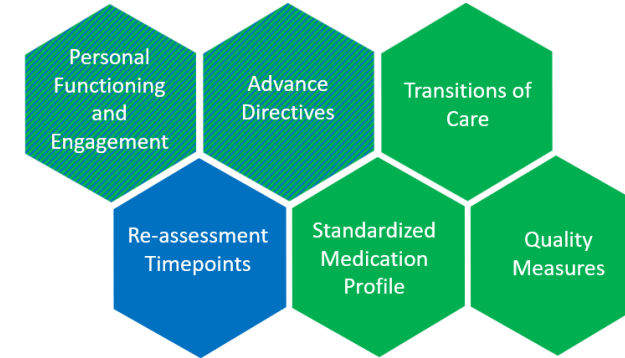 Personal
Functioning
and
Engagement
Advance
Directives
Transitions of
Care
Re-assessment
Timepoints
Standardized
Medication
Profile
Quality
Measures